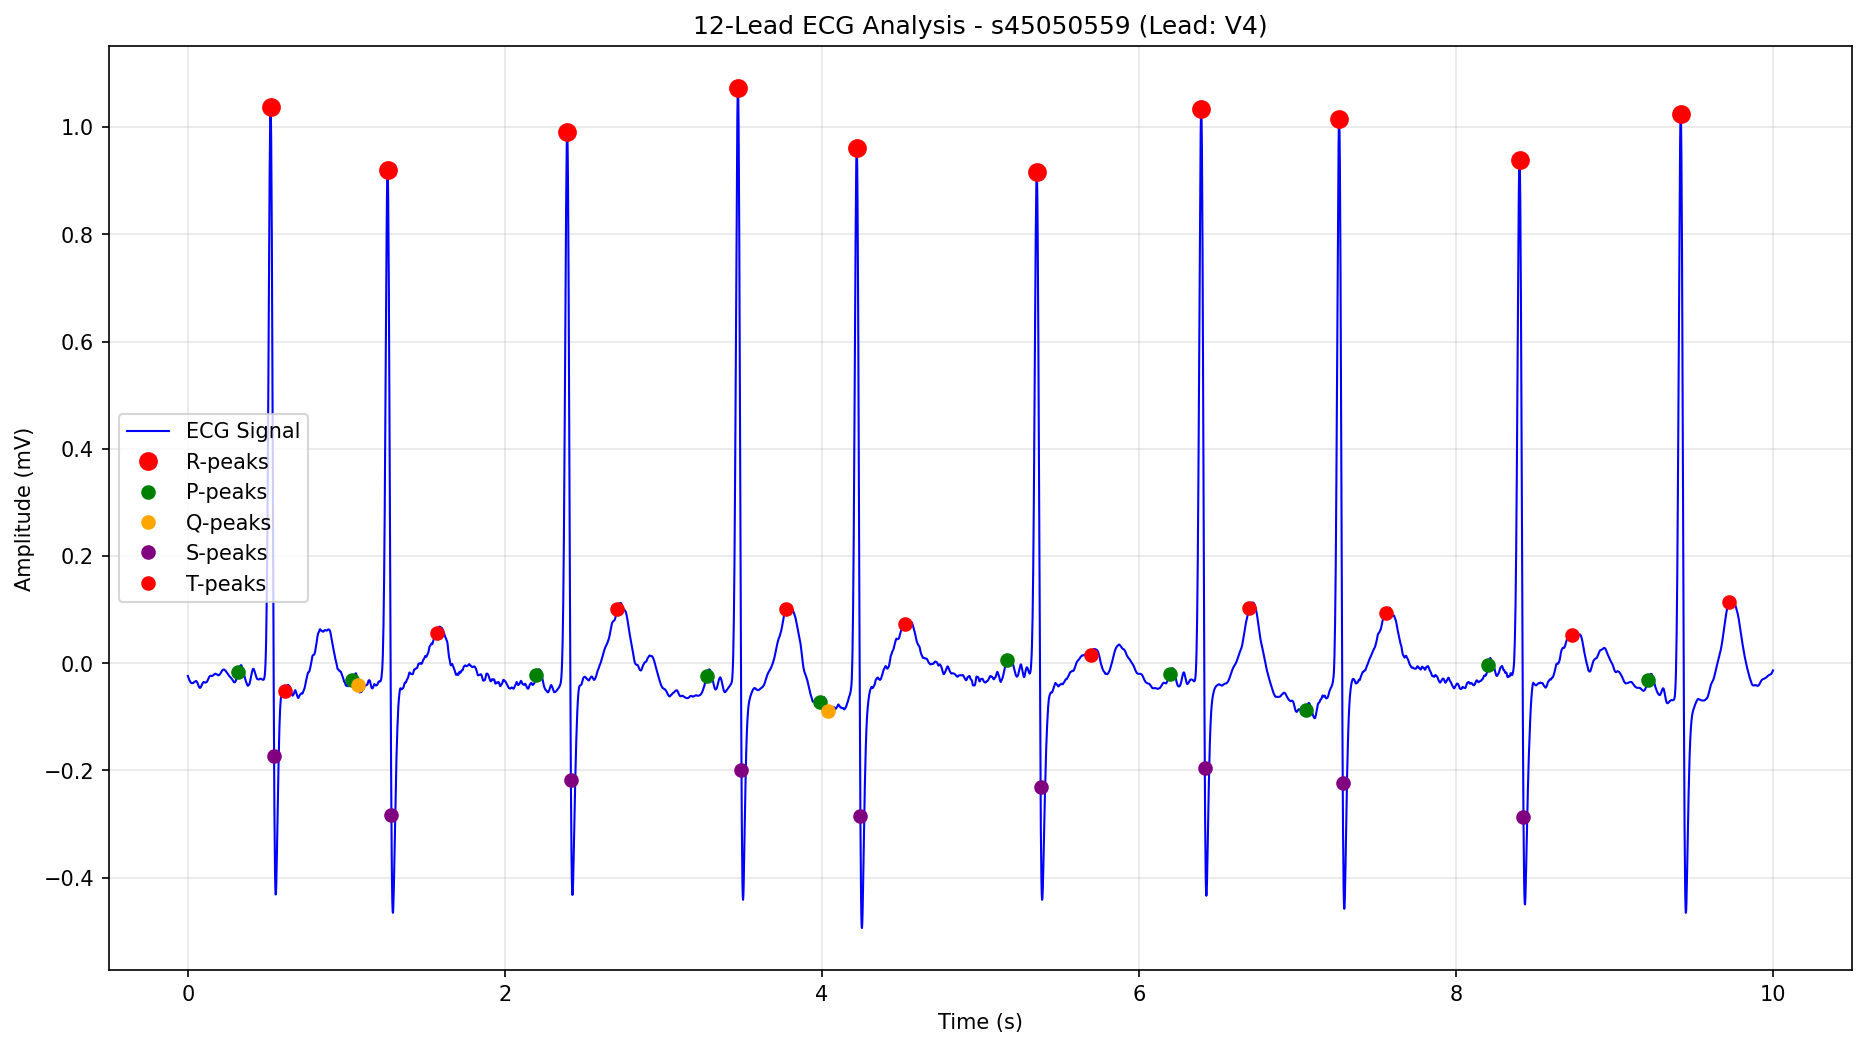 12-Lead ECG Analysis - s45050559 (Lead: V4)
Amplitude (mV)
1.0
0.8
0.6
0.4
0.2
0.0
−0.2
−0.4
ECG Signal
R-peaks
P-peaks
Q-peaks
S-peaks
T-peaks
0 2 4 6 8 10
Time (s)